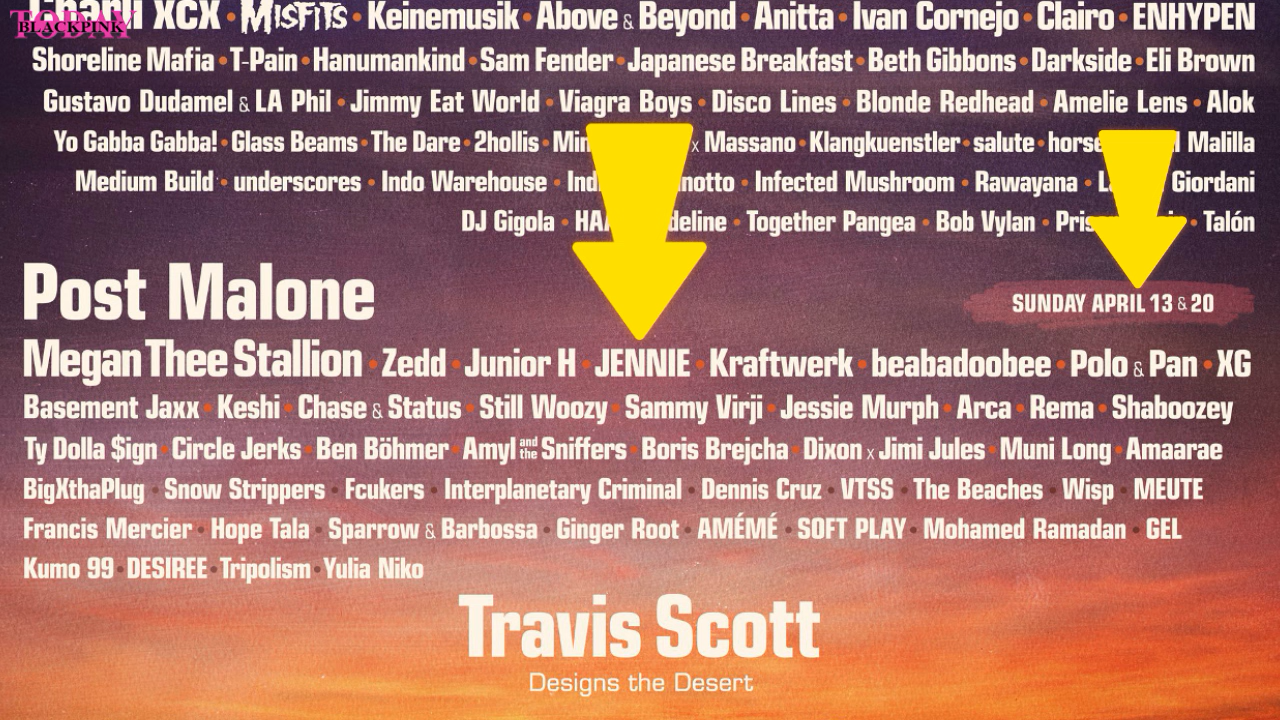 TODAY
BLACKPINK
Charli XCX • MISFITS • Keinemusik • Above & Beyond • Anitta • Ivan Cornejo • Clairo • ENHYPEN
Shoreline Mafia • T-Pain • Hanumankind • Sam Fender • Japanese Breakfast • Beth Gibbons • Darkside • Eli Brown
Gustavo Dudamel & LA Phil • Jimmy Eat World • Viagra Boys • Disco Lines • Blonde Redhead • Amelie Lens • Alok
Yo Gabba Gabba! • Glass Beams • The Dare • 2hollis • x Massano • Klangkuenstler • salute • Malilla
Medium Build • underscores • Indo Warehouse • Infected Mushroom • Rawayana • Giordani
DJ Gigola • Together Pangea • Bob Vylan • Talón
Post Malone
SUNDAY APRIL 13 & 20
Megan Thee Stallion • Zedd • Junior H • JENNIE • Kraftwerk • beabadoobee • Polo & Pan • XG
Basement Jaxx • Keshi • Chase & Status • Still Woozy • Sammy Virji • Jessie Murph • Arca • Rema • Shaboozey
Ty Dolla $ign • Circle Jerks • Ben Böhmer • Amyl and the Sniffers • Boris Brejcha • Dixon x Jimi Jules • Muni Long • Amaarae
BigXthaPlug • Snow Strippers • Fcukers • Interplanetary Criminal • Dennis Cruz • VTSS • The Beaches • Wisp • MEUTE
Francis Mercier • Hope Tala • Sparrow & Barbossa • Ginger Root • AMÉMÉ • SOFT PLAY • Mohamed Ramadan • GEL
Kumo 99 • DESIREE • Tripolism • Yulia Niko
Travis Scott
Designs the Desert